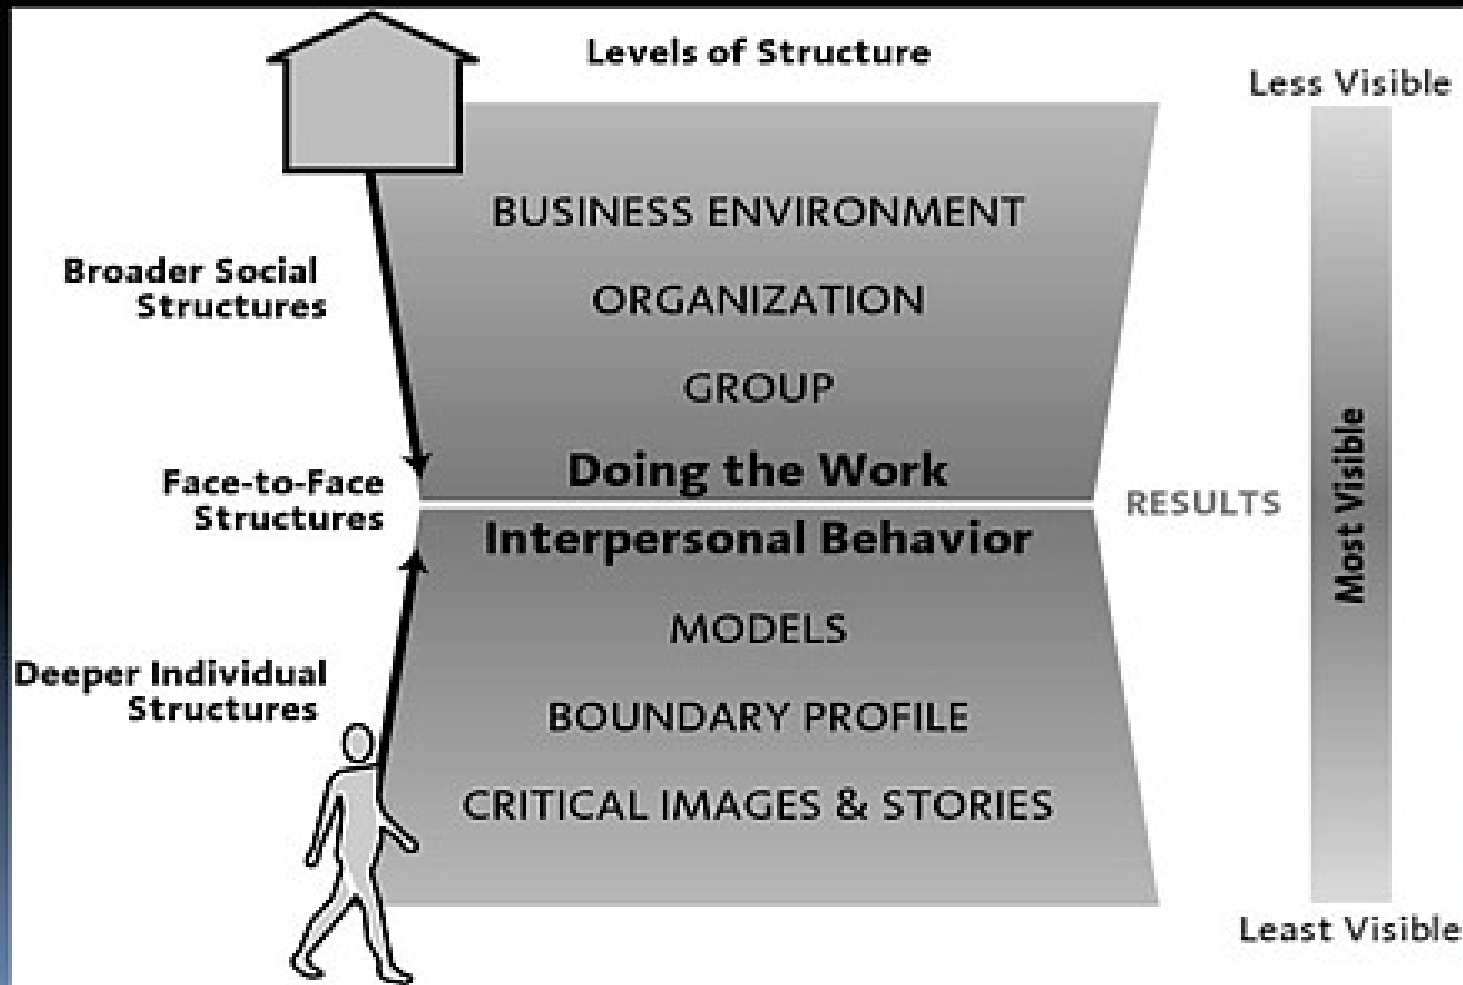 Levels of Structure
Less Visible
BUSINESS ENVIRONMENT
Broader Social
Structures
ORGANIZATION
GROUP
Doing the Work
Face-to-Face
Structures
RESULTS
Most Visible
Interpersonal Behavior
MODELS
Deeper Individual
Structures
BOUNDARY PROFILE
CRITICAL IMAGES & STORIES
Least Visible